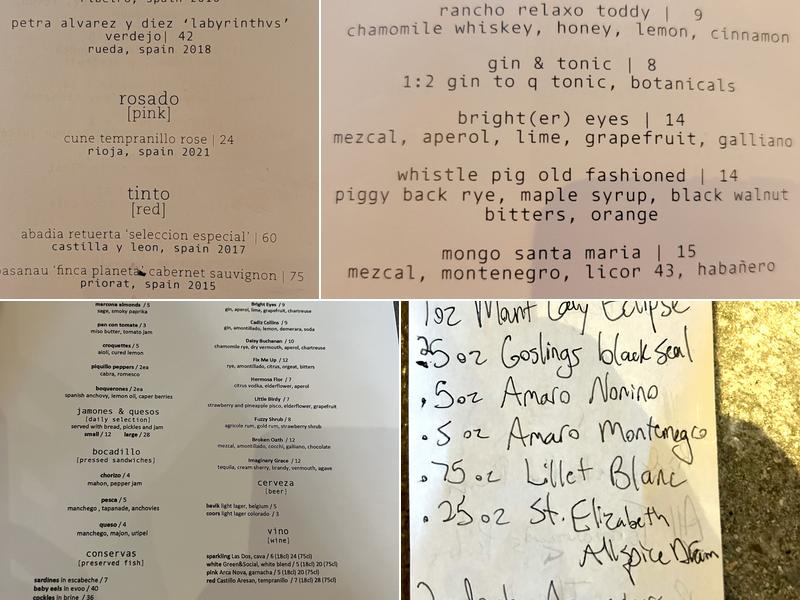 petra alvarez y diez ‘labyrinthvs’
verdejo| 42
rueda, spain 2018
rosado
[pink]
cune tempranillo rose | 24
rioja, spain 2021
tinto
[red]
abadia retuerta ‘seleccion especial’ | 60
castilla y leon, spain 2017
pasanau ‘finca planeta’ cabernet sauvignon | 75
priorat, spain 2015
rancho relaxo toddy | 9
chamomile whiskey, honey, lemon, cinnamon
gin & tonic | 8
1:2 gin to q tonic, botanicals
bright(er) eyes | 14
mezcal, aperol, lime, grapefruit, galliano
whistle pig old fashioned | 14
piggy back rye, maple syrup, black walnut
bitters, orange
mongo santa maria | 15
mezcal, montenegro, licor 43, habañero
marcona almonds / 5
sage, smoky paprika
pan con tomate / 3
miso butter, tomato jam
croquettes / 5
aioli, cured lemon
piquillo peppers / 2ea
cabra, romesco
boquerones / 2ea
spanish anchovy, lemon oil, caper berries
jamones & quesos
[daily selection]
served with bread, pickles and jam
small / 12 large / 28
bocadillo
[pressed sandwiches]
chorizo / 4
mahon, pepper jam
pesca / 5
manchego , tapanade, anchovies
queso / 4
manchego, majon, uripel
conservas
[preserved fish]
sardines in escabeche / 7
baby eels in evoo / 40
cockles in brine / 36
Bright Eyes / 9
gin, aperol, lime, grapefruit, chartreuse
Cadiz Collins / 9
gin, amontillado, lemon, demerara, soda
Daisy Buchanan / 10
chamomile rye, dry vermouth, aperol, chartreuse
Fix Me Up / 12
rye, amontillado, citrus, orgeat, bitters
Hermosa Flor / 7
citrus vodka, elderflower, aperol
Little Birdy / 7
strawberry and pineapple pisco, elderflower, grapefruit
Fuzzy Shrub / 8
agricole rum, gold rum, strawberry shrub
Broken Oath / 12
mezcal, amontillado, cocchi, galliano, chocolate
Imaginary Grace / 12
tequila, cream sherry, brandy, vermouth, agave
cerveza
[beer]
havik light lager, belgium / 5
coors light lager colorado / 3
vino
[wine]
sparkling Las Dos, cava / 6 (18cl) 24 (75cl)
white Green&Social, white blend / 5 (18cl) 20 (75cl)
pink Arca Nova, garnacha / 5 (18cl) 20 (75cl)
red Castillo Aresan, tempranillo / 7 (18cl) 28 (75cl)
1oz Mount Gay Eclipse
.25 oz Goslings black Seal
.5 oz Amaro Nonino
.5 oz Amaro Montenegro
.75 oz Lillet Blanc
.25 oz St. Elizabeth
Allspice Dram